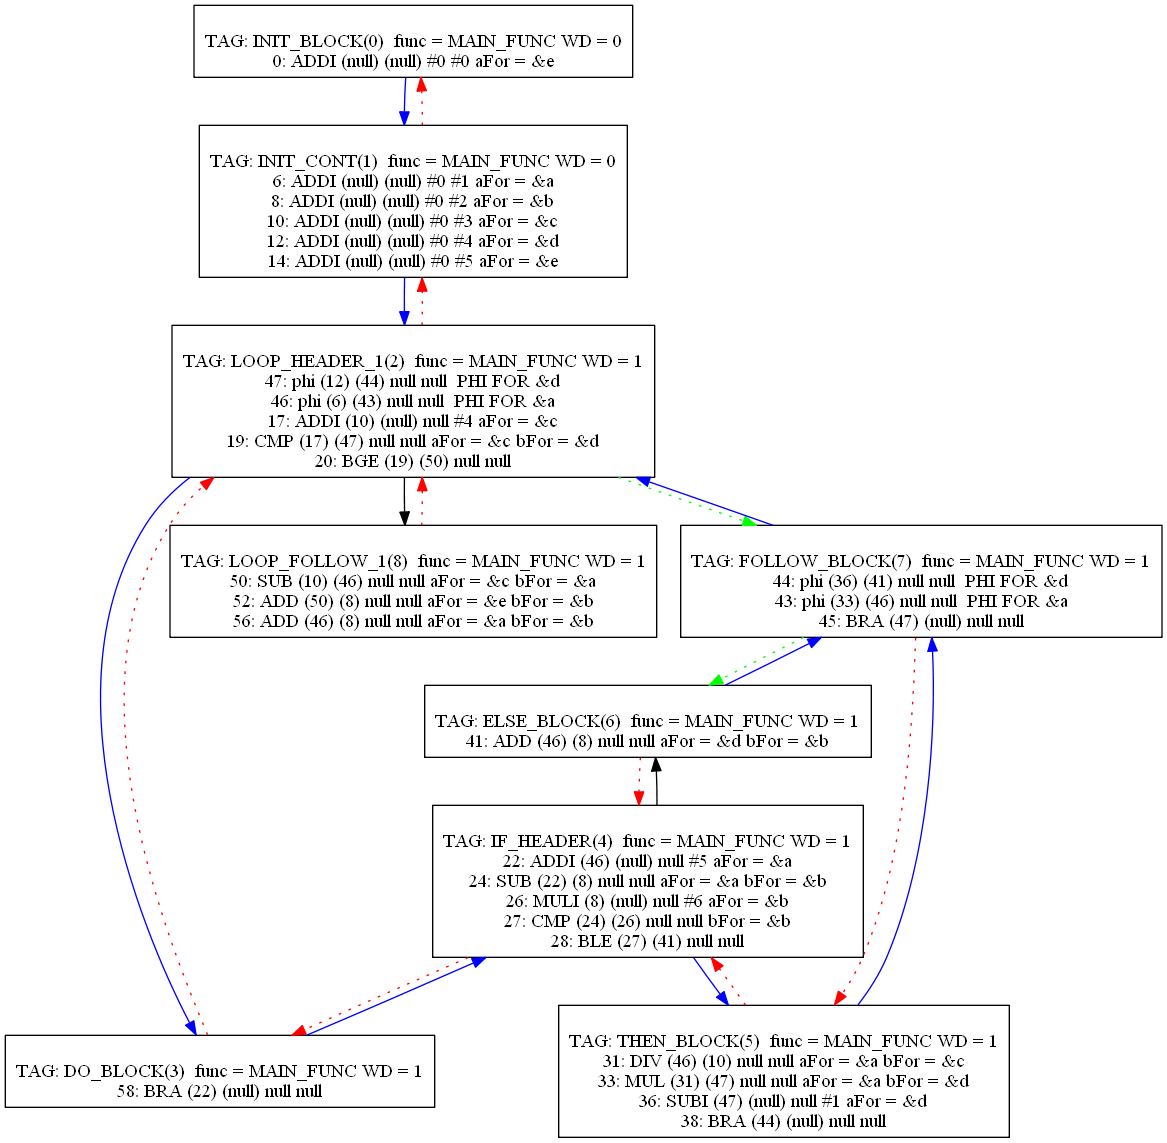 TAG: INIT_BLOCK(0) func = MAIN_FUNC WD = 0
0: ADDI (null) (null) #0 #0 aFor = &e
TAG: INIT_CONT(1) func = MAIN_FUNC WD = 0
6: ADDI (null) (null) #0 #1 aFor = &a
8: ADDI (null) (null) #0 #2 aFor = &b
10: ADDI (null) (null) #0 #3 aFor = &c
12: ADDI (null) (null) #0 #4 aFor = &d
14: ADDI (null) (null) #0 #5 aFor = &e
TAG: LOOP_HEADER_1(2) func = MAIN_FUNC WD = 1
47: phi (12) (44) null null PHI FOR &d
46: phi (6) (43) null null PHI FOR &a
17: ADDI (10) (null) null #4 aFor = &c
19: CMP (17) (47) null null aFor = &c bFor = &d
20: BGE (19) (50) null null
TAG: LOOP_FOLLOW_1(8) func = MAIN_FUNC WD = 1
50: SUB (10) (46) null null aFor = &c bFor = &a
52: ADD (50) (8) null null aFor = &e bFor = &b
56: ADD (46) (8) null null aFor = &a bFor = &b
TAG: FOLLOW_BLOCK(7) func = MAIN_FUNC WD = 1
44: phi (36) (41) null null PHI FOR &d
43: phi (33) (46) null null PHI FOR &a
45: BRA (47) (null) null null
TAG: ELSE_BLOCK(6) func = MAIN_FUNC WD = 1
41: ADD (46) (8) null null aFor = &d bFor = &b
TAG: IF_HEADER(4) func = MAIN_FUNC WD = 1
22: ADDI (46) (null) null #5 aFor = &a
24: SUB (22) (8) null null aFor = &a bFor = &b
26: MULI (8) (null) null #6 aFor = &b
27: CMP (24) (26) null null bFor = &b
28: BLE (27) (41) null null
TAG: DO_BLOCK(3) func = MAIN_FUNC WD = 1
58: BRA (22) (null) null null
TAG: THEN_BLOCK(5) func = MAIN_FUNC WD = 1
31: DIV (46) (10) null null aFor = &a bFor = &c
33: MUL (31) (47) null null aFor = &a bFor = &d
36: SUBI (47) (null) null #1 aFor = &d
38: BRA (44) (null) null null